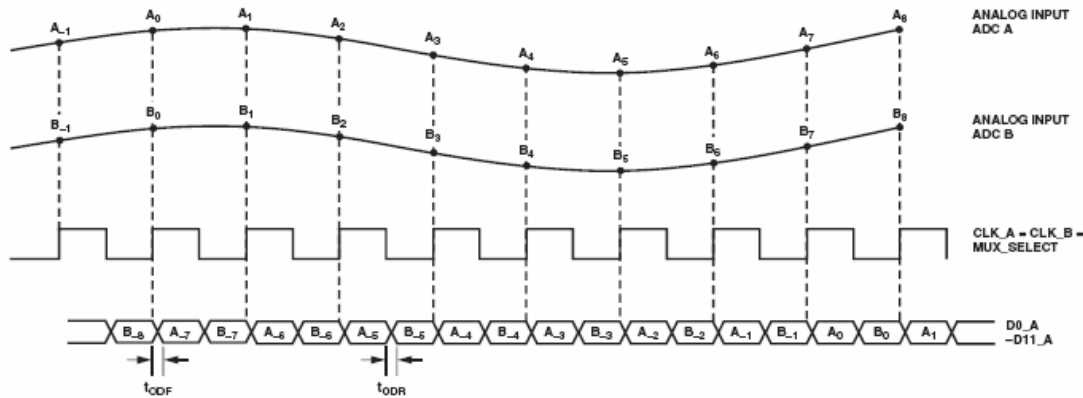 A–1 A0 A1 A2 A3 A4 A5 A6 A7 A8
ANALOG INPUT
ADC A
B–1 B0 B1 B2 B3 B4 B5 B6 B7 B8
ANALOG INPUT
ADC B
CLK_A = CLK_B =
MUX_SELECT
B–8 A–7 B–7 A–6 B–6 A–5 B–5 A–4 B–4 A–3 B–3 A–2 B–2 A–1 B–1 A0 B0 A1
D0_A
–D11_A
tODF tODR